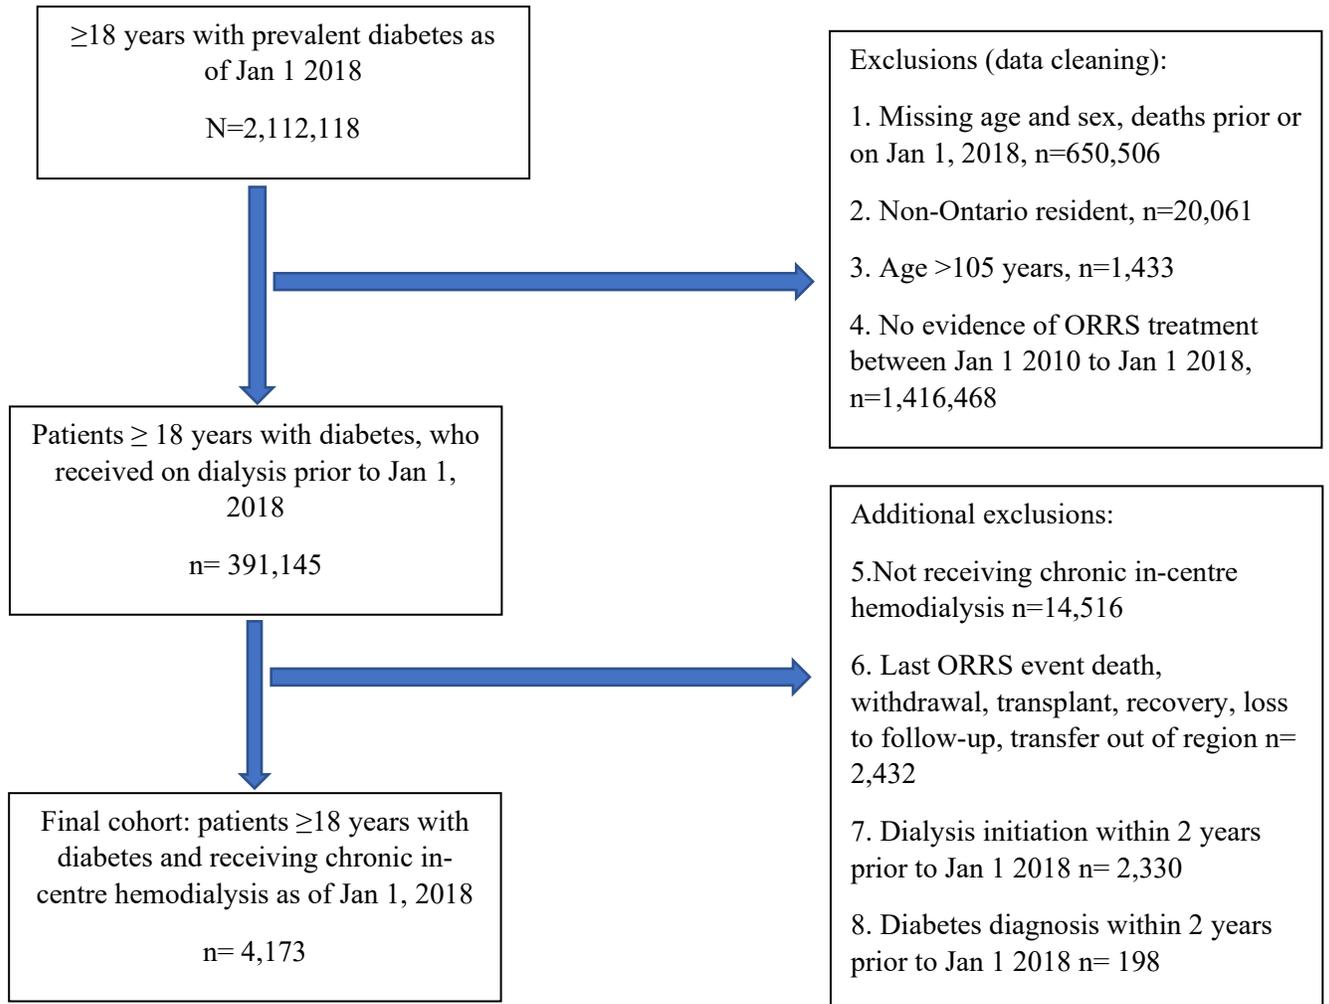 ≥18 years with prevalent diabetes as
of Jan 1 2018
N=2,112,118
Exclusions (data cleaning):
1. Missing age and sex, deaths prior or
on Jan 1, 2018, n=650,506
2. Non-Ontario resident, n=20,061
3. Age >105 years, n=1,433
4. No evidence of ORRS treatment
between Jan 1 2010 to Jan 1 2018,
n=1,416,468
Patients ≥ 18 years with diabetes, who
received on dialysis prior to Jan 1,
2018
n= 391,145
Additional exclusions:
5.Not receiving chronic in-centre
hemodialysis n=14,516
6. Last ORRS event death,
withdrawal, transplant, recovery, loss
to follow-up, transfer out of region n=
2,432
7. Dialysis initiation within 2 years
prior to Jan 1 2018 n= 2,330
8. Diabetes diagnosis within 2 years
prior to Jan 1 2018 n= 198
Final cohort: patients ≥18 years with
diabetes and receiving chronic in-
centre hemodialysis as of Jan 1, 2018
n= 4,173